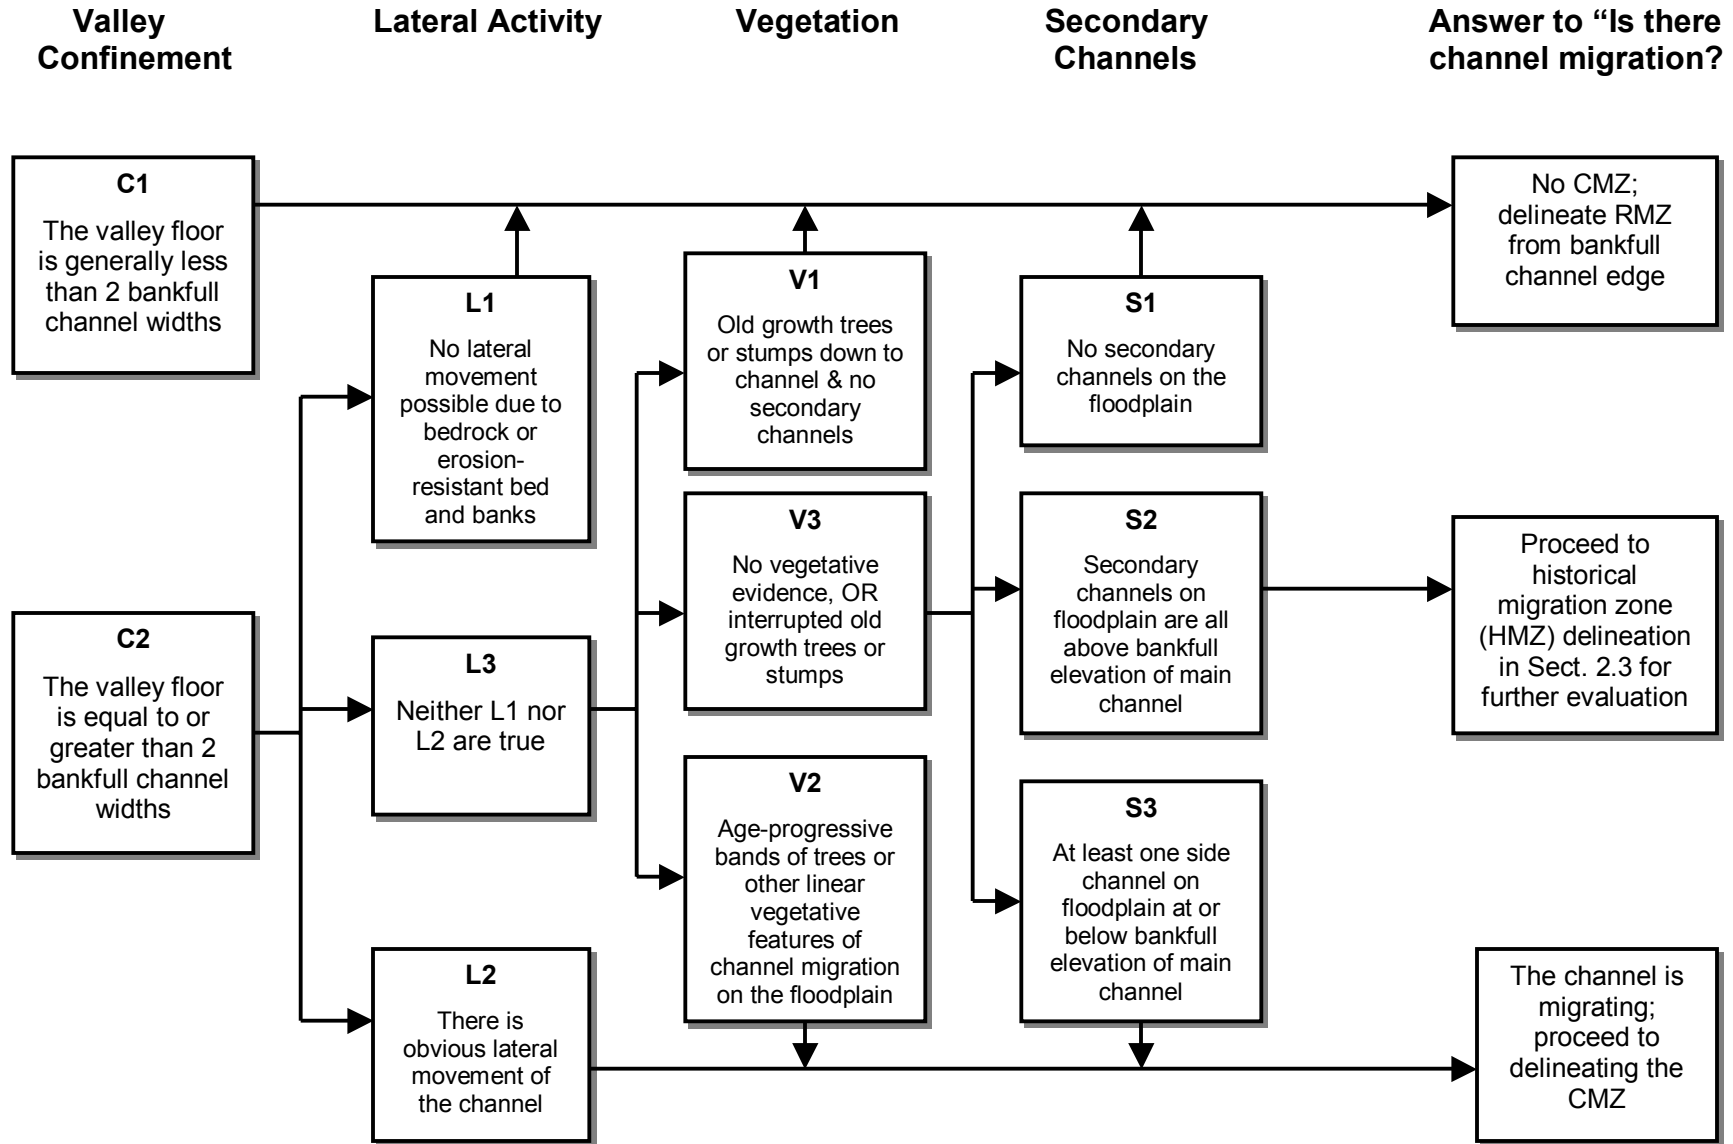 Valley
Confinement
Lateral Activity
Vegetation
Secondary
Channels
Answer to “Is there
channel migration?
C1
The valley floor
is generally less
than 2 bankfull
channel widths
C2
The valley floor
is equal to or
greater than 2
bankfull channel
widths
L1
No lateral
movement
possible due to
bedrock or
erosion-
resistant bed
and banks
L3
Neither L1 nor
L2 are true
L2
There is
obvious lateral
movement of
the channel
V1
Old growth trees
or stumps down to
channel & no
secondary
channels
V3
No vegetative
evidence, OR
interrupted old
growth trees or
stumps
V2
Age-progressive
bands of trees or
other linear
vegetative
features of
channel migration
on the floodplain
S1
No secondary
channels on the
floodplain
S2
Secondary
channels on
floodplain are all
above bankfull
elevation of main
channel
S3
At least one side
channel on
floodplain at or
below bankfull
elevation of main
channel
No CMZ;
delineate RMZ
from bankfull
channel edge
Proceed to
historical
migration zone
(HMZ) delineation
in Sect. 2.3 for
further evaluation
The channel is
migrating;
proceed to
delineating the
CMZ